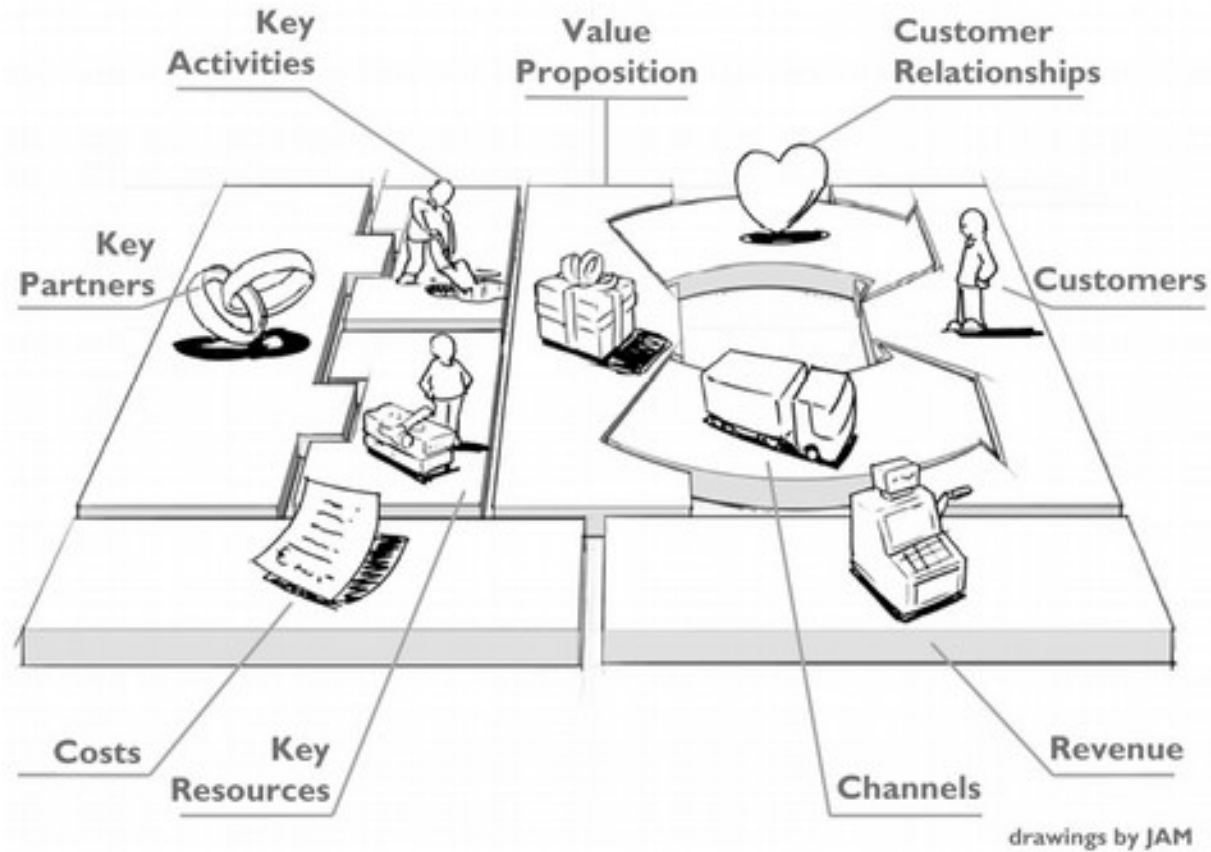 Key
Activities
Value
Proposition
Customer
Relationships
Key
Partners
Customers
Costs
Key
Resources
Channels
Revenue
drawings by JAM